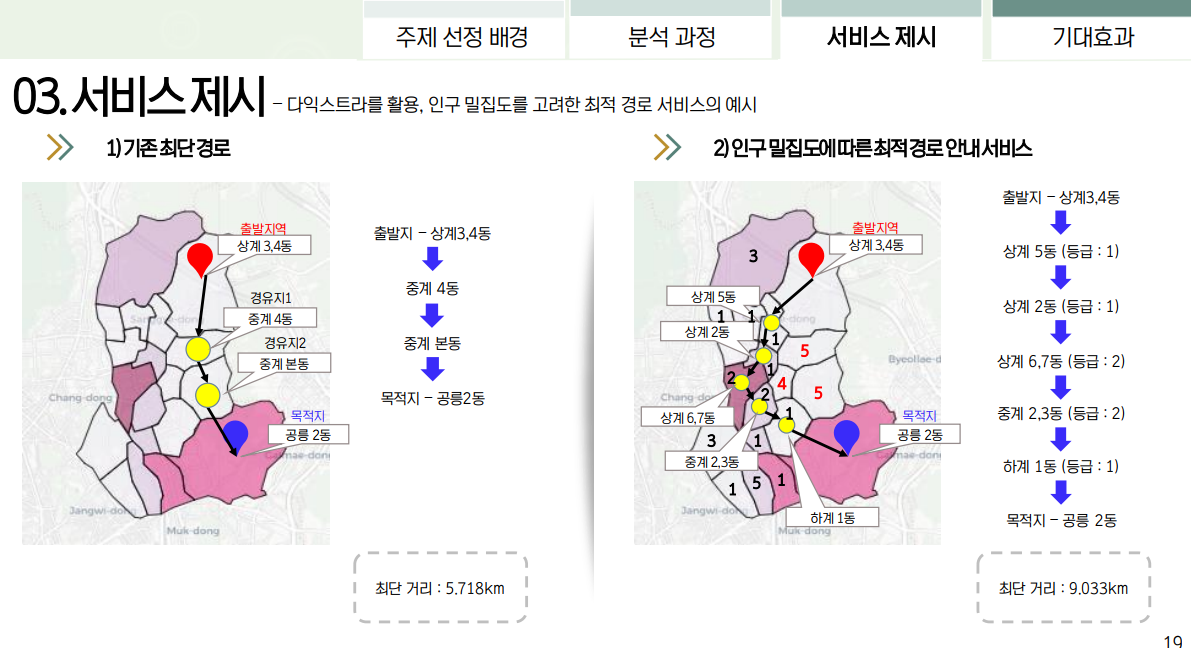 주제 선정 배경
분석 과정
서비스 제시
기대효과
03. 서비스 제시 – 다익스트라를 활용, 인구 밀집도를 고려한 최적 경로 서비스의 예시
1) 기존 최단 경로
출발지역
상계 3,4동
경유지1
중계 4동
경유지2
중계 본동
목적지
공릉 2동
Chang-dong
Jangwi-dong
Muk-dong
출발지 – 상계3,4동
중계 4동
중계 본동
목적지 – 공릉2동
최단 거리 : 5.718km
2) 인구 밀집도에 따른 최적 경로 안내 서비스
출발지역
상계 3,4동
3
상계 5동
1
1
상계 2동
1
5
Byeollae-d
1
2
4
5
2
상계 6,7동
1
목적지
공릉 2동
3
1
중계 2,3동
1
5
1
Jangwi-dong
하계 1동
Muk-dong
출발지 – 상계3,4동
상계 5동 (등급 : 1)
상계 2동 (등급 : 1)
상계 6,7동 (등급 : 2)
중계 2,3동 (등급 : 2)
하계 1동 (등급 : 1)
목적지 – 공릉 2동
최단 거리 : 9.033km
19